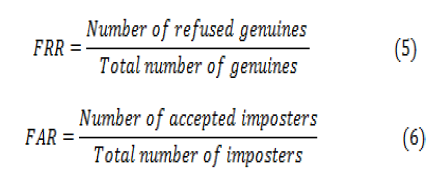 FRR = Number of refused genuines / Total number of genuines (5)
FAR = Number of accepted imposters / Total number of imposters (6)